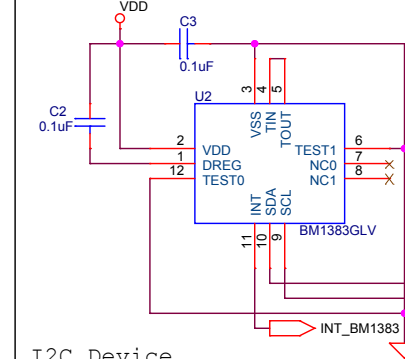 VDD
C3
0.1uF
C2
0.1uF
U2
3
4
5
VSS
TIN
TOUT
2
VDD
1
DREG
12
TEST0
TEST1
6
NC0
7
NC1
8
INT
SDA
SCL
BM1383GLV
11
10
9
INT_BM1383
I2C Device